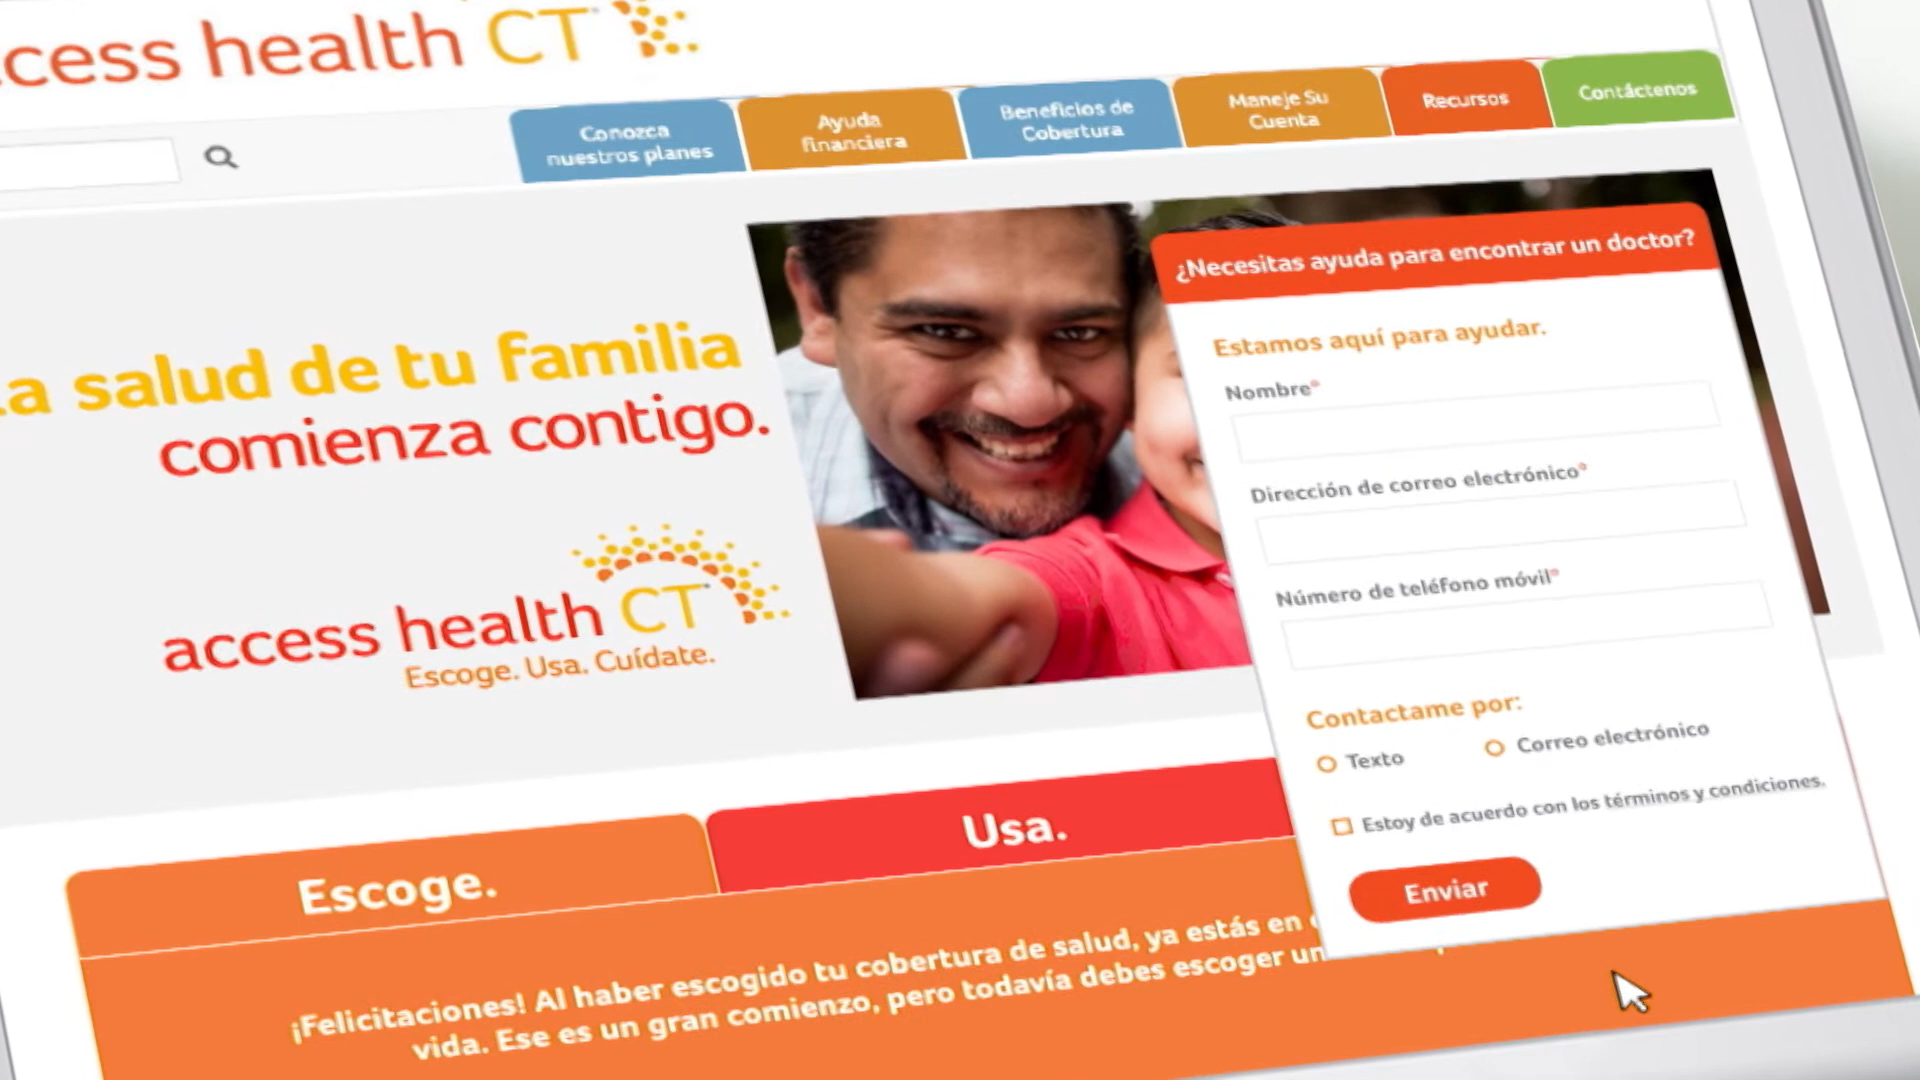 cess health CT
Conozca
nuestros planes
Ayuda
financiera
Beneficios de
Cobertura
Maneje Su
Cuenta
Recursos
Contáctenos
La salud de tu familia
comienza contigo.
access health CT
Escoge. Usa. Cuídate.
¿Necesitas ayuda para encontrar un doctor?
Estamos aquí para ayudar.
Nombre*
Dirección de correo electrónico*
Número de teléfono móvil*
Contactame por:
Texto
Correo electrónico
Estoy de acuerdo con los términos y condiciones.
Enviar
Escoge.
Usa.
¡Felicitaciones! Al haber escogido tu cobertura de salud, ya estás en
vida. Ese es un gran comienzo, pero todavía debes escoger un